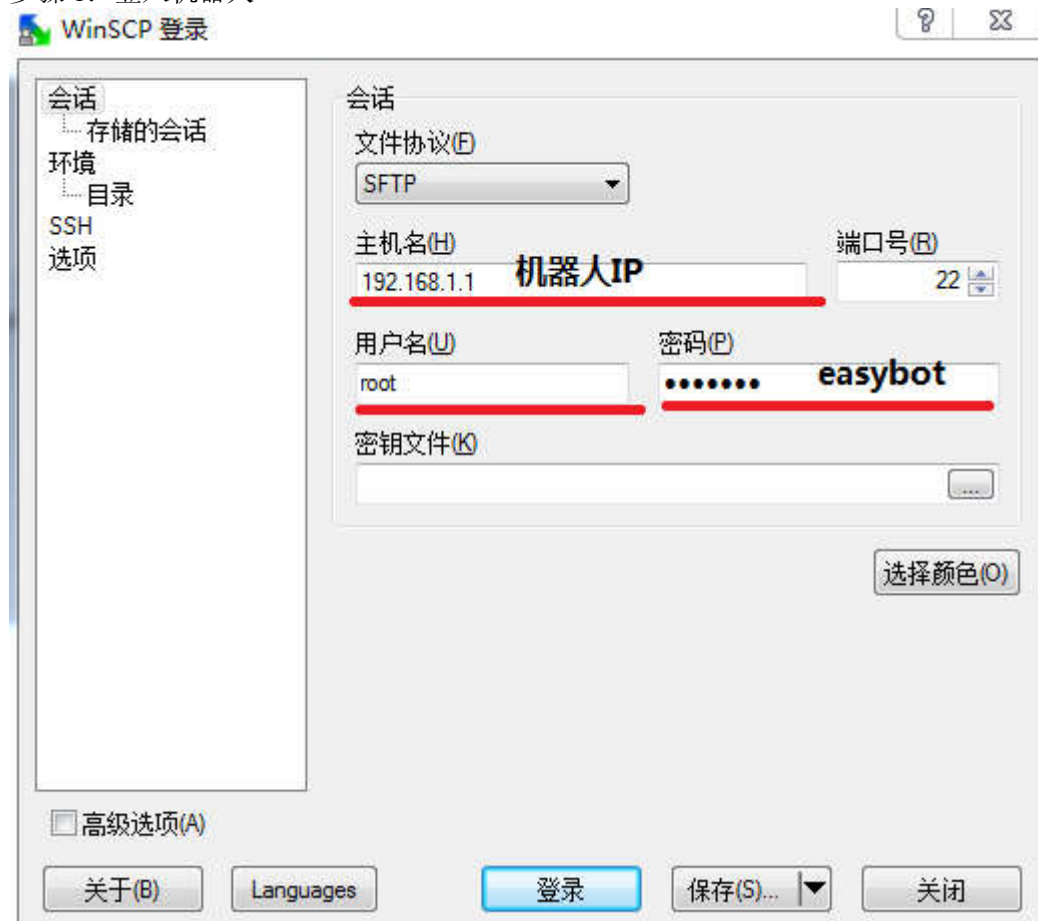 WinSCP 登录
会话
存储的会话
环境
目录
SSH
选项
会话
文件协议(F)
SFTP
主机名(H)
端口号(R)
192.168.1.1
机器人IP
22
用户名(U)
密码(P)
root
•••••••
easybot
密钥文件(K)
...
选择颜色(O)
高级选项(A)
关于(B)
Languages
登录
保存(S)...
关闭